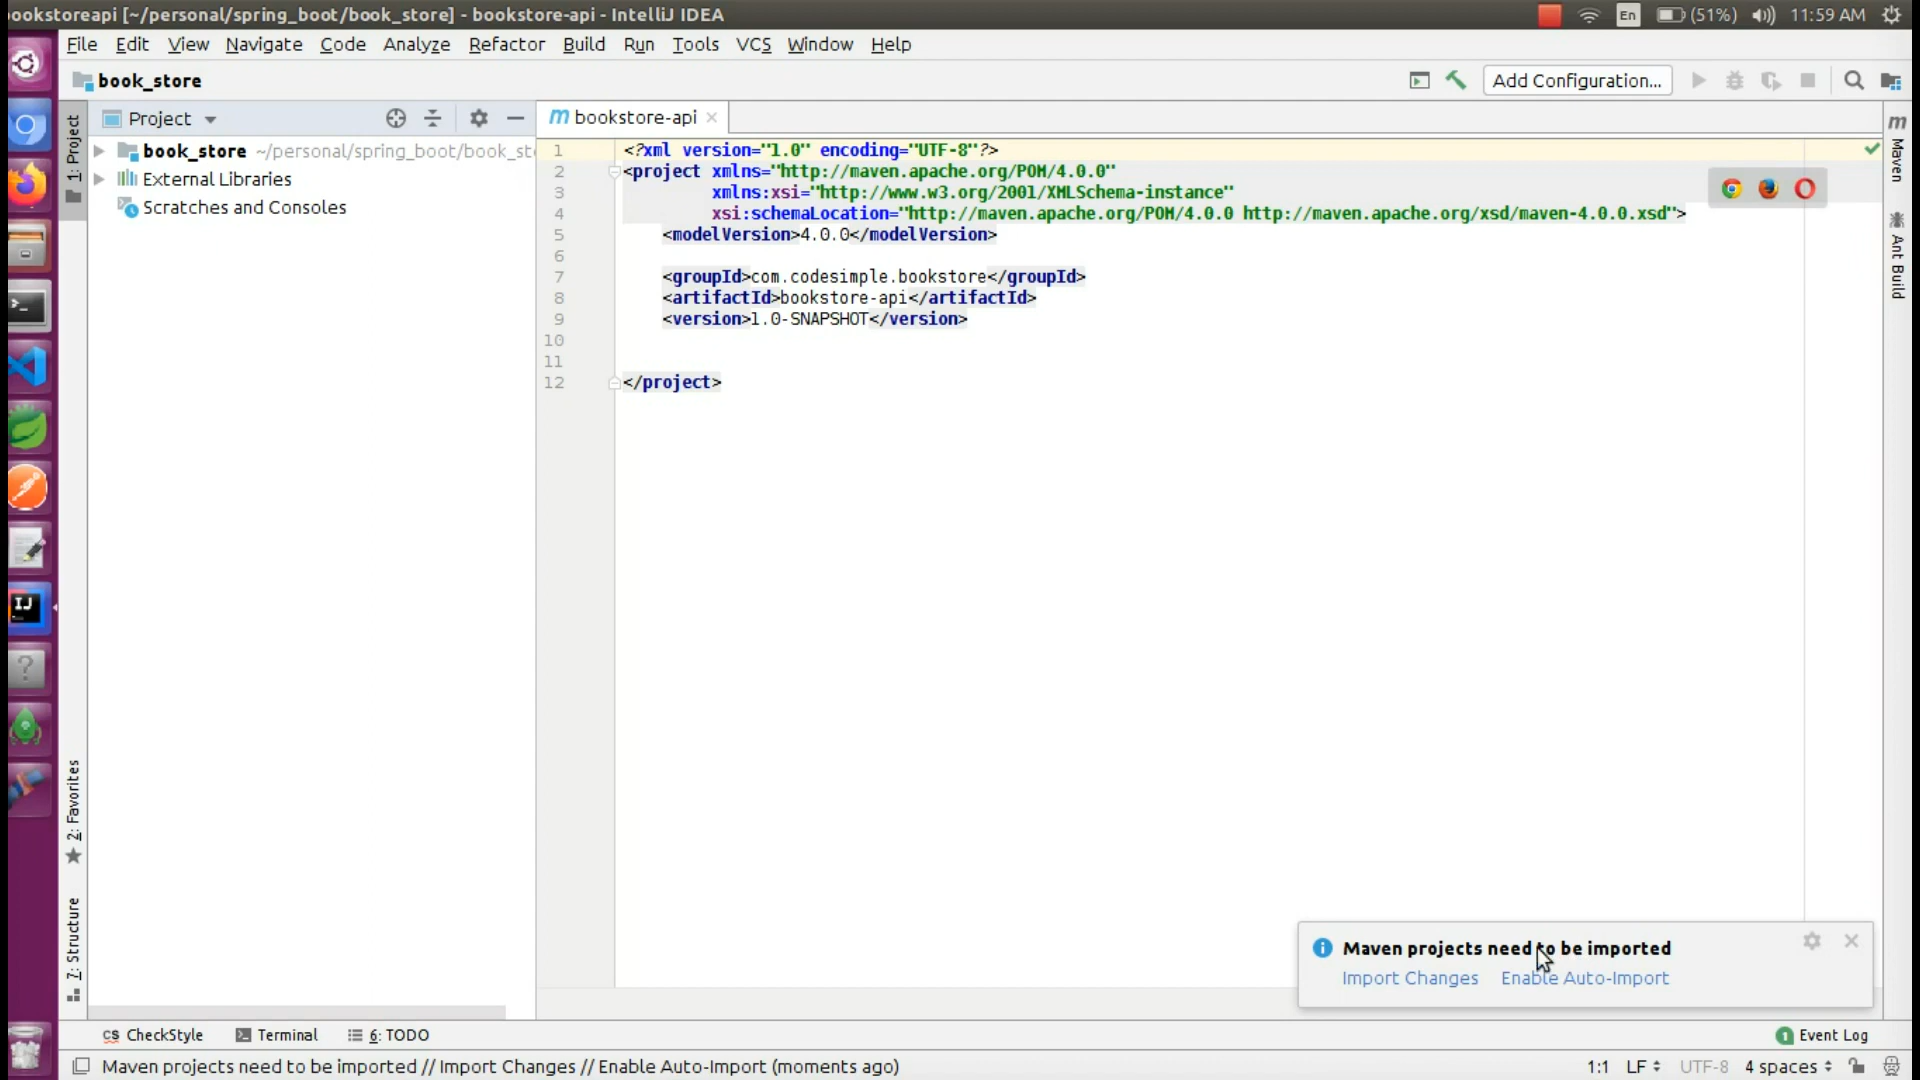 ookstoreapi [~/personal/spring_boot/book_store] - bookstore-api - IntelliJ IDEA
En (51%) 11:59 AM
File Edit View Navigate Code Analyze Refactor Build Run Tools VCS Window Help
book_store
Add Configuration...
Project
bookstore-api
1: Project
book_store ~/personal/spring_boot/book_st
External Libraries
Scratches and Consoles
1 <?xml version="1.0" encoding="UTF-8"?>
2 <project xmlns="http://maven.apache.org/POM/4.0.0"
3 xmlns:xsi="http://www.w3.org/2001/XMLSchema-instance"
4 xsi:schemaLocation="http://maven.apache.org/POM/4.0.0 http://maven.apache.org/xsd/maven-4.0.0.xsd">
5 <modelVersion>4.0.0</modelVersion>
6
7 <groupId>com.codesimple.bookstore</groupId>
8 <artifactId>bookstore-api</artifactId>
9 <version>1.0-SNAPSHOT</version>
10
11
12 </project>
m
Maven
Ant Build
IJ
2: Favorites
7: Structure
Maven projects need to be imported
Import Changes Enable Auto-Import
CS CheckStyle Terminal 6: TODO
1 Event Log
Maven projects need to be imported // Import Changes // Enable Auto-Import (moments ago)
1:1 LF UTF-8 4 spaces